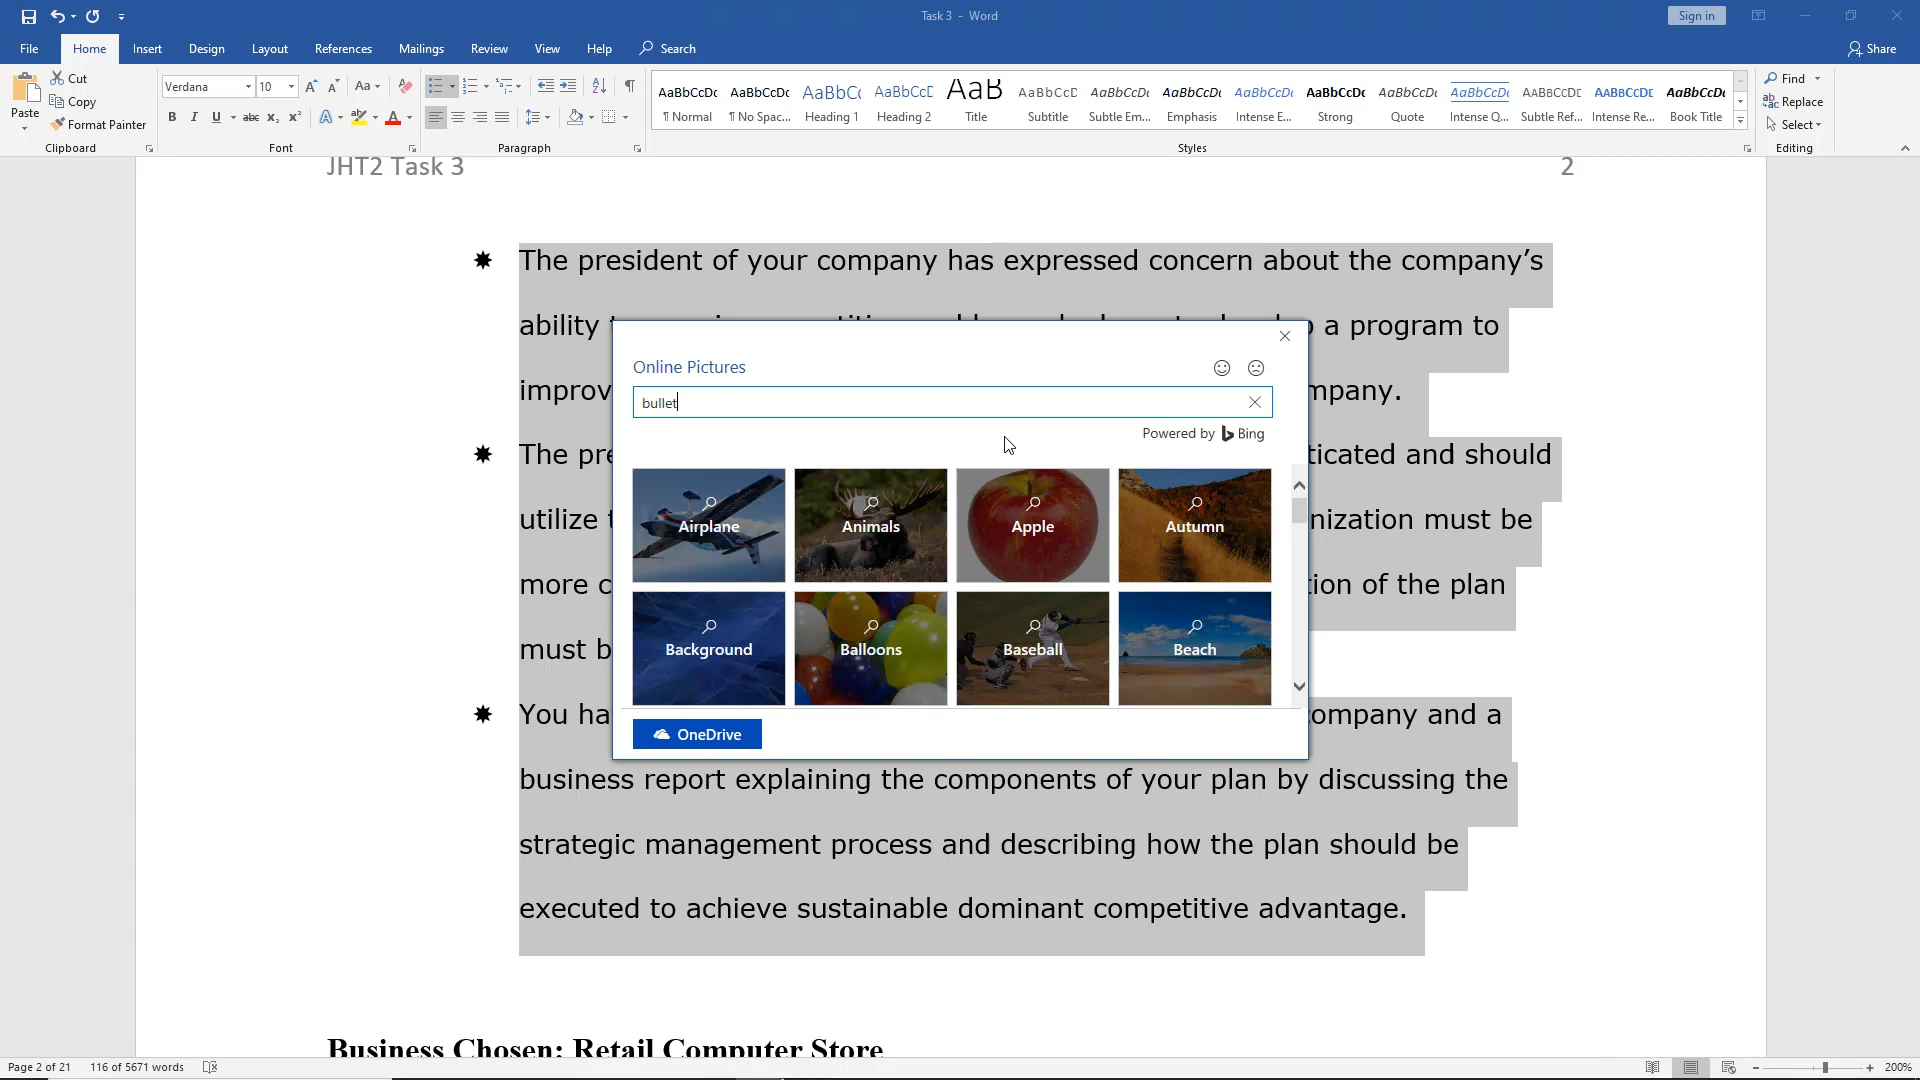 Task 3 - Word
Sign in
File Home Insert Design Layout References Mailings Review View Help Search Share
Paste
Cut
Copy
Format Painter
Clipboard
Verdana 10
Aa
B I U abc x₂ x² A ab A
Font
Paragraph
AaBbCcDc AaBbCcDc AaBbCc AaBbCcE AaB AaBbCcD AaBbCcDc AaBbCcDc AaBbCcDc AaBbCcDc AaBbCcDc AaBbCcDc AaBbCcDc AaBbCcDc AaBbCcDc
¶ Normal ¶ No Spac... Heading 1 Heading 2 Title Subtitle Subtle Em... Emphasis Intense E... Strong Quote Intense Q... Subtle Ref... Intense Re... Book Title
Styles
Find
Replace
Select
Editing
JHT2 Task 3 2
The president of your company has expressed concern about the company’s
ability a program to
improv mpany.
The pre ticated and should
utilize nization must be
more c tion of the plan
must b
You ha company and a
business report explaining the components of your plan by discussing the
strategic management process and describing how the plan should be
executed to achieve sustainable dominant competitive advantage.
Business Chosen: Retail Computer Store
Online Pictures
bullet
Powered by Bing
Airplane Animals Apple Autumn
Background Balloons Baseball Beach
OneDrive
Page 2 of 21 116 of 5671 words 200%